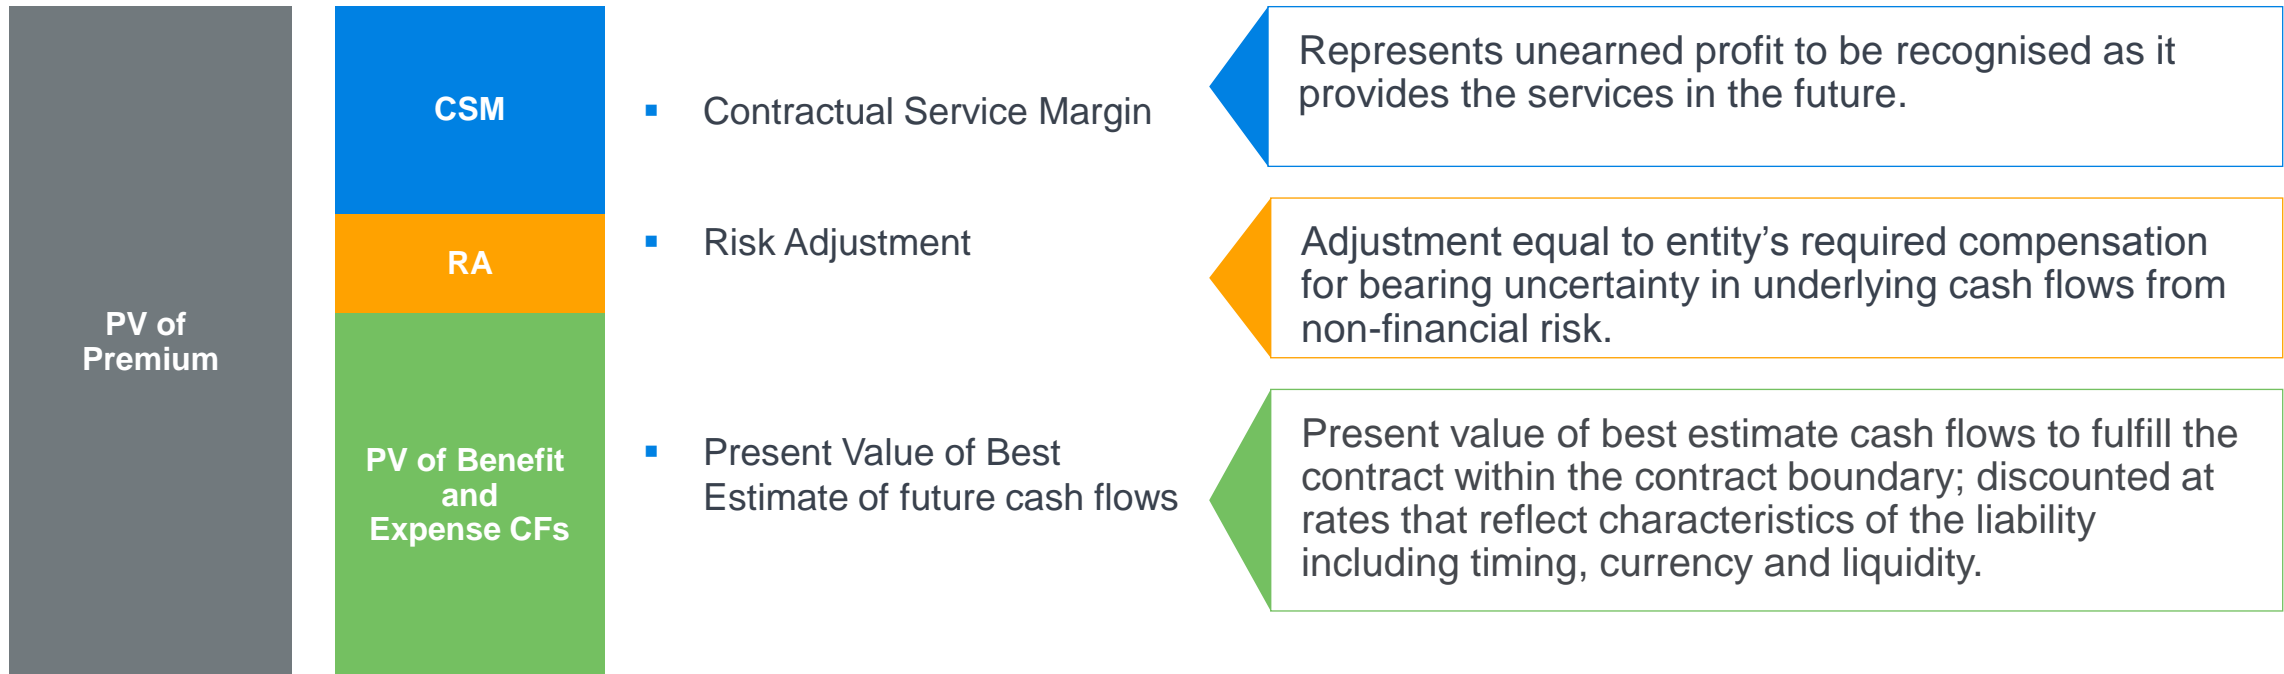 PV of
Premium
CSM
RA
PV of Benefit
and
Expense CFs
▪ Contractual Service Margin
▪ Risk Adjustment
▪ Present Value of Best
Estimate of future cash flows
Represents unearned profit to be recognised as it
provides the services in the future.
Adjustment equal to entity’s required compensation
for bearing uncertainty in underlying cash flows from
non-financial risk.
Present value of best estimate cash flows to fulfill the
contract within the contract boundary; discounted at
rates that reflect characteristics of the liability
including timing, currency and liquidity.